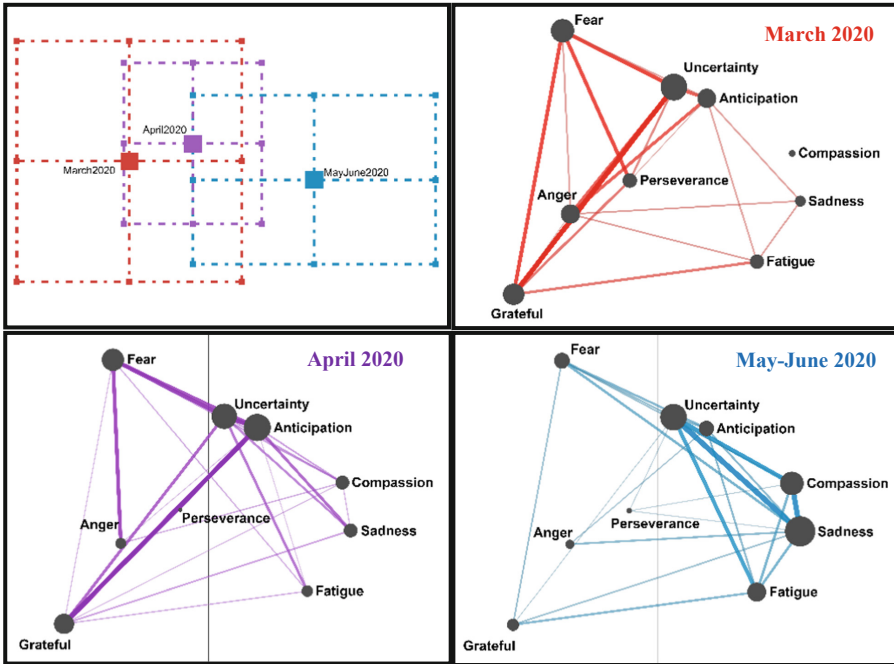 April2020
March2020
MayJune2020
March 2020
Fear
Uncertainty
Anticipation
Compassion
Perseverance
Anger
Sadness
Fatigue
Grateful
April 2020
Fear
Uncertainty
Anticipation
Compassion
Perseverance
Anger
Sadness
Fatigue
Grateful
May-June 2020
Fear
Uncertainty
Anticipation
Compassion
Perseverance
Anger
Sadness
Fatigue
Grateful